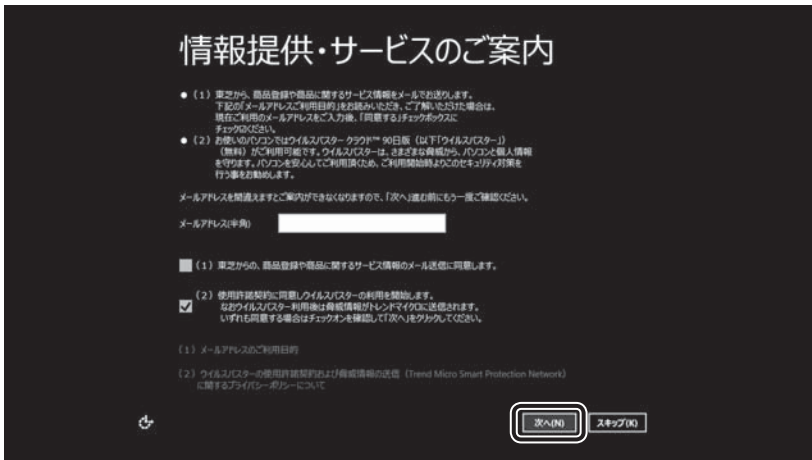 情報提供・サービスのご案内
● （1）東芝から、商品登録や商品に関するサービス情報をメールでお送りします。
下記の「メールアドレスご利用目的」をお読みいただき、ご了解いただけた場合は、
現在ご利用のメールアドレスをご入力後、「同意する」チェックボックスに
チェックください。
● （2）お使いのパソコンではウイルスバスター クラウド™ 90日版（以下「ウイルスバスター」）
（無料）がご利用可能です。ウイルスバスターは、さまざまな脅威から、パソコンと個人情報
を守ります。パソコンを安心してご利用頂くため、ご利用開始時よりこのセキュリティ対策を
行う事をお勧めします。
メールアドレスを間違えますとご案内ができなくなりますので、「次へ」進む前にもう一度ご確認ください。
メールアドレス(半角)
（1）東芝からの、商品登録や商品に関するサービス情報のメール送信に同意します。
（2）使用許諾契約に同意しウイルスバスターの利用を開始します。
なおウイルスバスター利用後は脅威情報がトレンドマイクロに送信されます。
いずれも同意する場合はチェックオンを確認して「次へ」をクリックしてください。
（1）メールアドレスのご利用目的
（2）ウイルスバスターの使用許諾契約および脅威情報の送信（Trend Micro Smart Protection Network）
に関するプライバシーポリシーについて
次へ(N) スキップ(K)